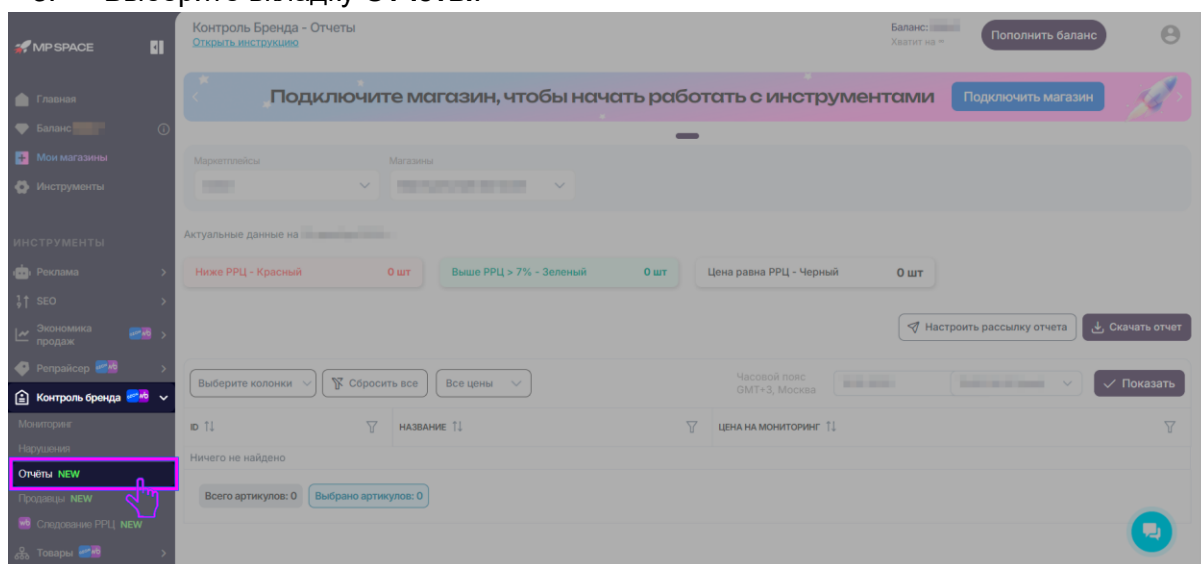 Контроль Бренда - Отчеты
Открыть инструкцию
Баланс:
Хватит на ∞
Пополнить баланс
MP SPACE
Подключите магазин, чтобы начать работать с инструментами
Подключить магазин
Главная
Баланс
Мои магазины
Инструменты
ИНСТРУМЕНТЫ
Реклама
SEO
Экономика
продаж
Репрайсер
Контроль бренда
Мониторинг
Нарушения
Отчёты NEW
Продавцы NEW
wb Следование РРЦ NEW
Товары
Маркетплейсы Магазины
Актуальные данные на
Ниже РРЦ - Красный 0 шт Выше РРЦ > 7% - Зеленый 0 шт Цена равна РРЦ - Черный 0 шт
Настроить рассылку отчета Скачать отчет
Выберите колонки Сбросить все Все цены
Часовой пояс
GMT+3, Москва
Показать
ID НАЗВАНИЕ ЦЕНА НА МОНИТОРИНГ
Ничего не найдено
Всего артикулов: 0 Выбрано артикулов: 0